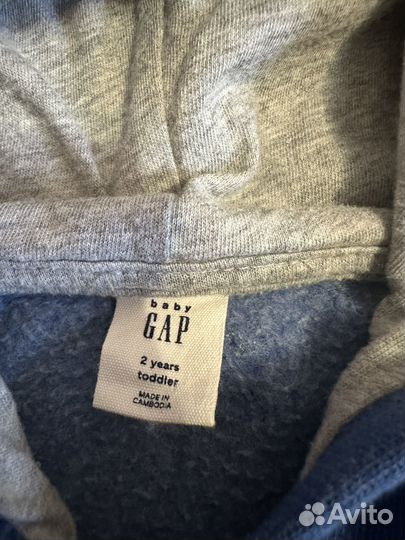 baby
GAP
2 years
toddler
MADE IN
CAMBODIA
Avito